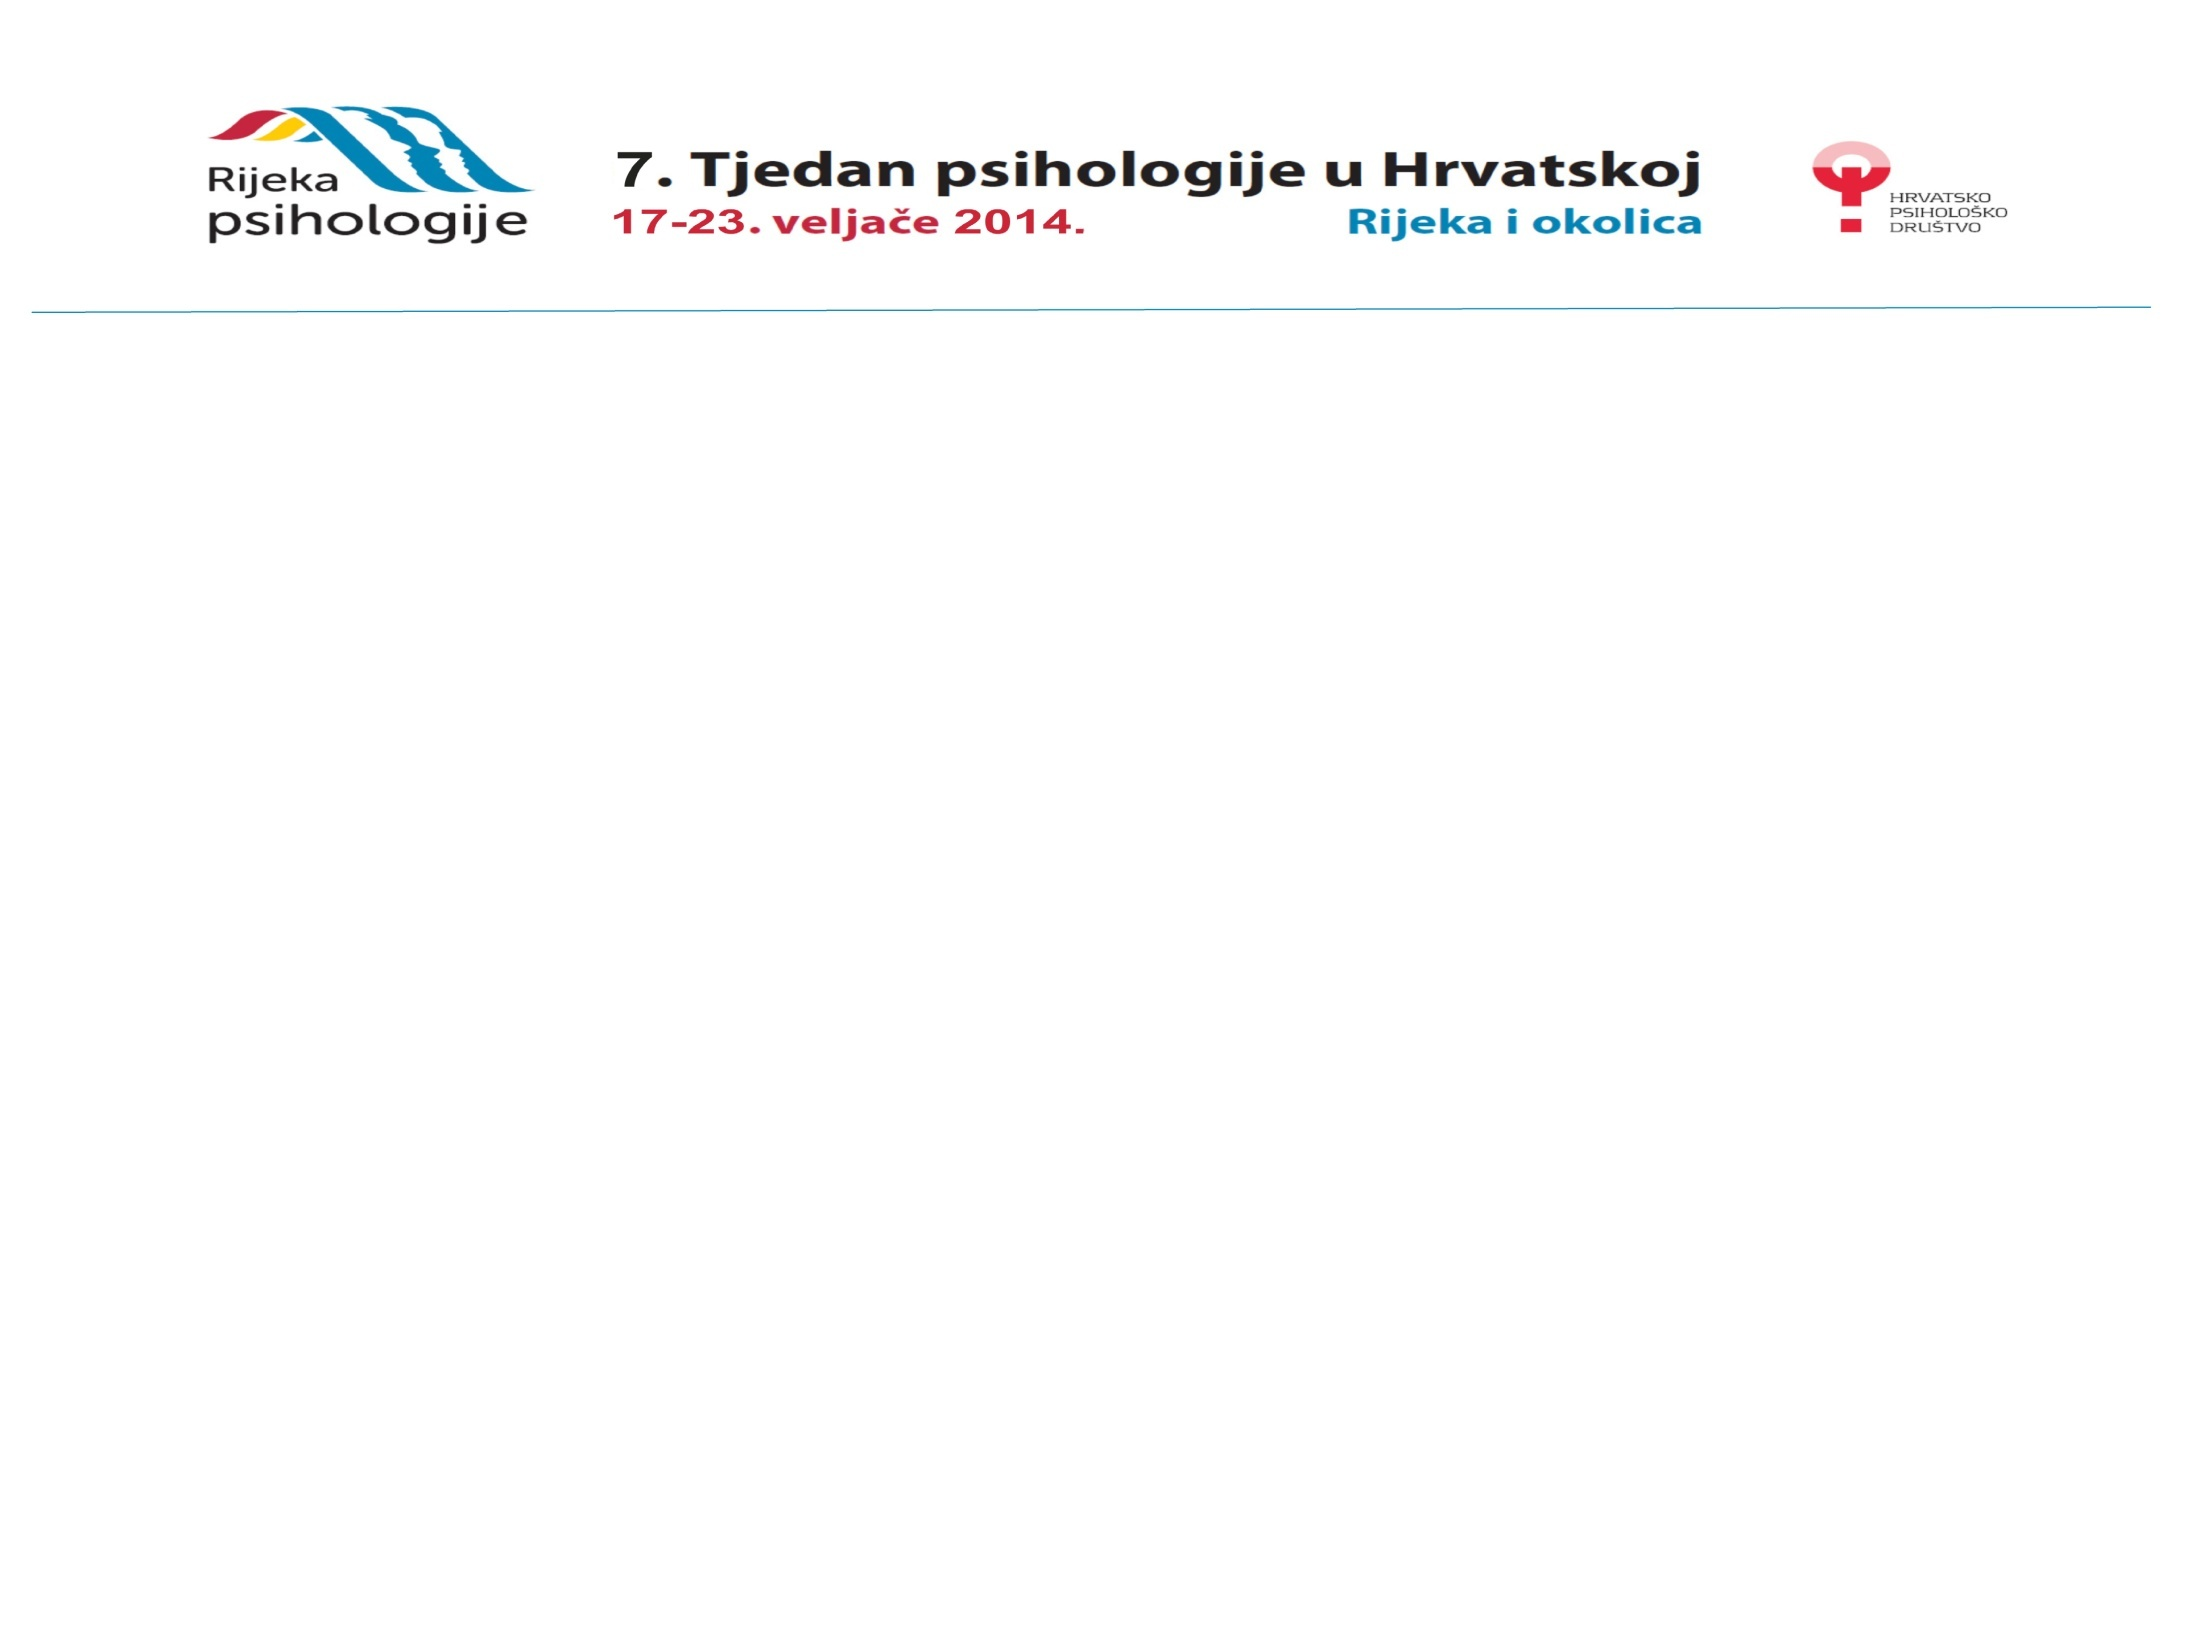 Rijeka
psihologije
7. Tjedan psihologije u Hrvatskoj
17-23. veljače 2014.
Rijeka i okolica
HRVATSKO
PSIHOLOŠKO
DRUŠTVO